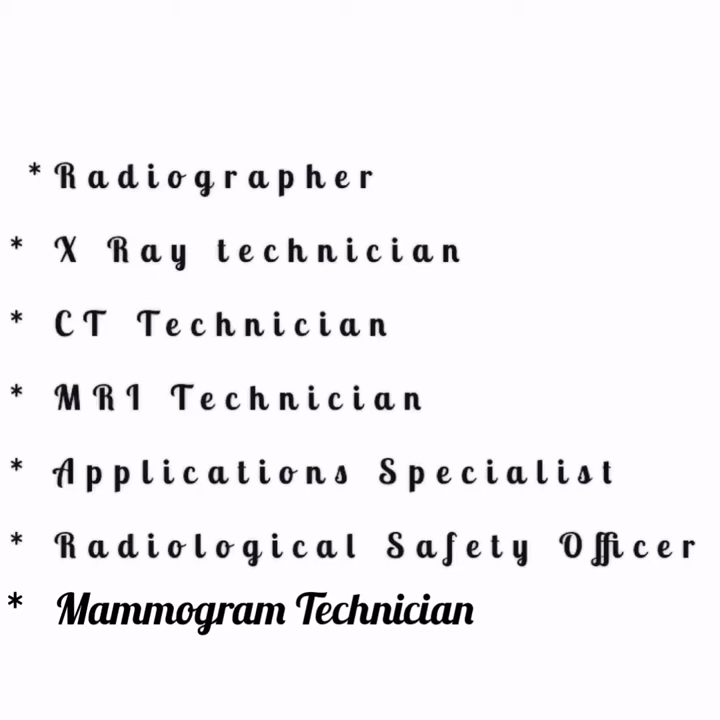 * Radiographer
* X Ray technician
* CT Technician
* MRI Technician
* Applications Specialist
* Radiological Safety Officer
* Mammogram Technician